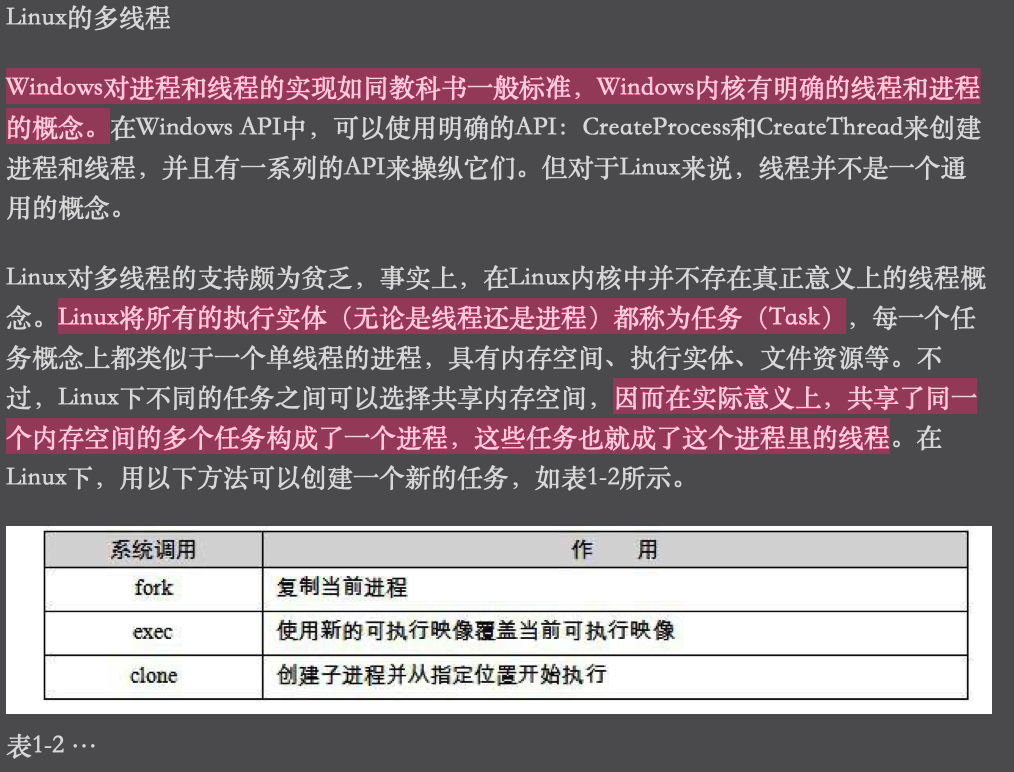 Linux的多线程
Windows对进程和线程的实现如同教科书一般标准，Windows内核有明确的线程和进程
的概念。在Windows API中，可以使用明确的API：CreateProcess和CreateThread来创建
进程和线程，并且有一系列的API来操纵它们。但对于Linux来说，线程并不是一个通
用的概念。
Linux对多线程的支持颇为贫乏，事实上，在Linux内核中并不存在真正意义上的线程概
念。Linux将所有的执行实体（无论是线程还是进程）都称为任务（Task），每一个任
务概念上都类似于一个单线程的进程，具有内存空间、执行实体、文件资源等。不
过，Linux下不同的任务之间可以选择共享内存空间，因而在实际意义上，共享了同一
个内存空间的多个任务构成了一个进程，这些任务也就成了这个进程里的线程。在
Linux下，用以下方法可以创建一个新的任务，如表1-2所示。
系统调用 作 用
fork 复制当前进程
exec 使用新的可执行映像覆盖当前可执行映像
clone 创建子进程并从指定位置开始执行
表1-2 …